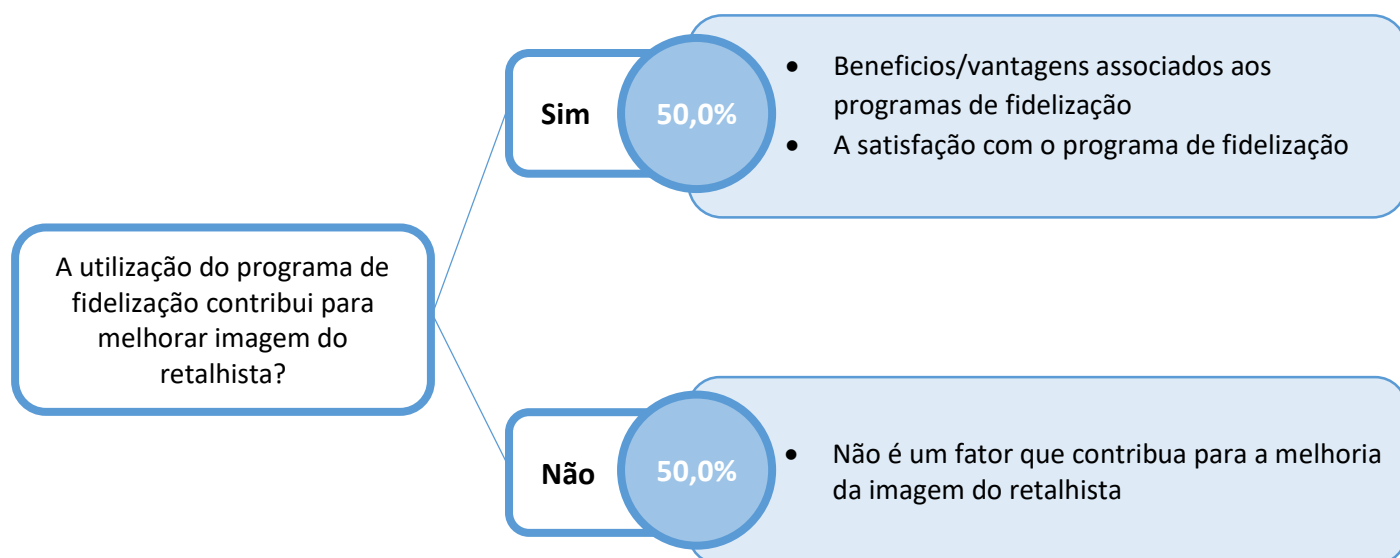 Sim
50,0%
• Beneficios/vantagens associados aos
programas de fidelização
• A satisfação com o programa de fidelização
A utilização do programa de
fidelização contribui para
melhorar imagem do
retalhista?
Não
50,0%
• Não é um fator que contribua para a melhoria
da imagem do retalhista